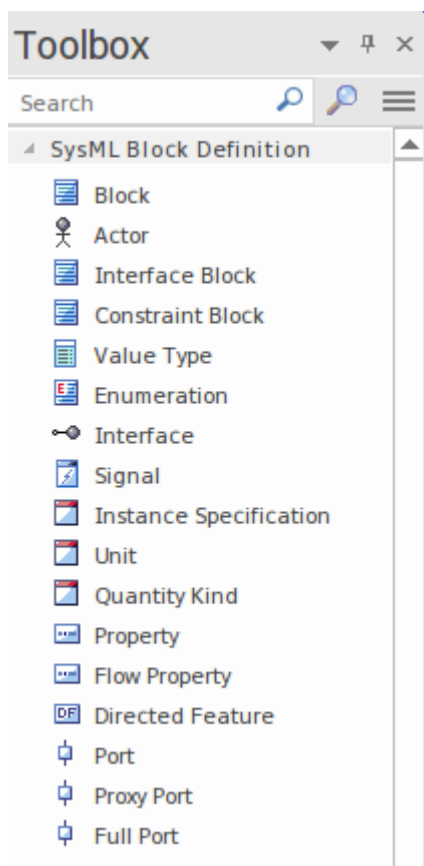 Toolbox
Search
SysML Block Definition
Block
Actor
Interface Block
Constraint Block
Value Type
E Enumeration
Interface
Signal
Instance Specification
Unit
Quantity Kind
Property
Flow Property
DF Directed Feature
Port
Proxy Port
Full Port